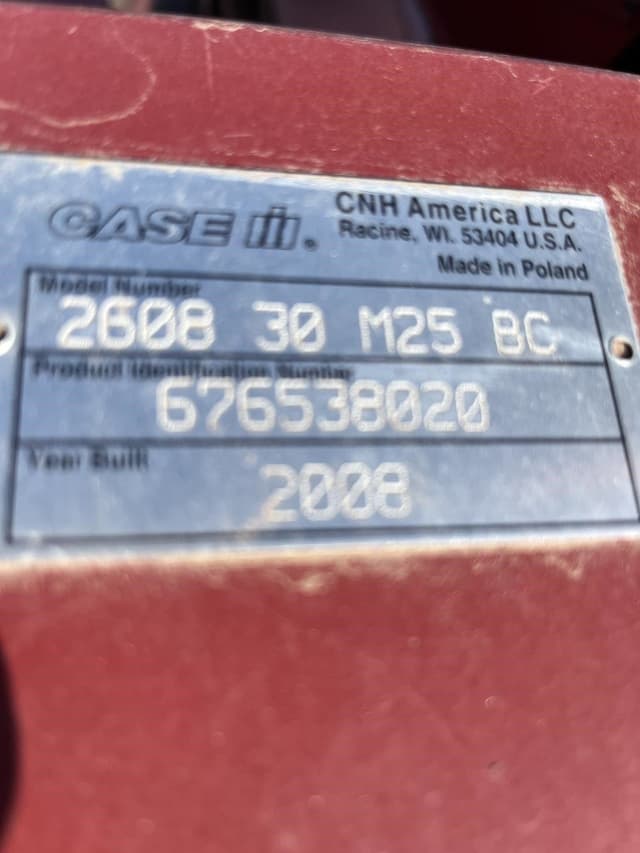 CASE IH®
CNH America LLC
Racine, WI. 53404 U.S.A.
Made in Poland
Model Number
2608 30 M25 BC
Product Identification Number
676538020
Year Built
2008